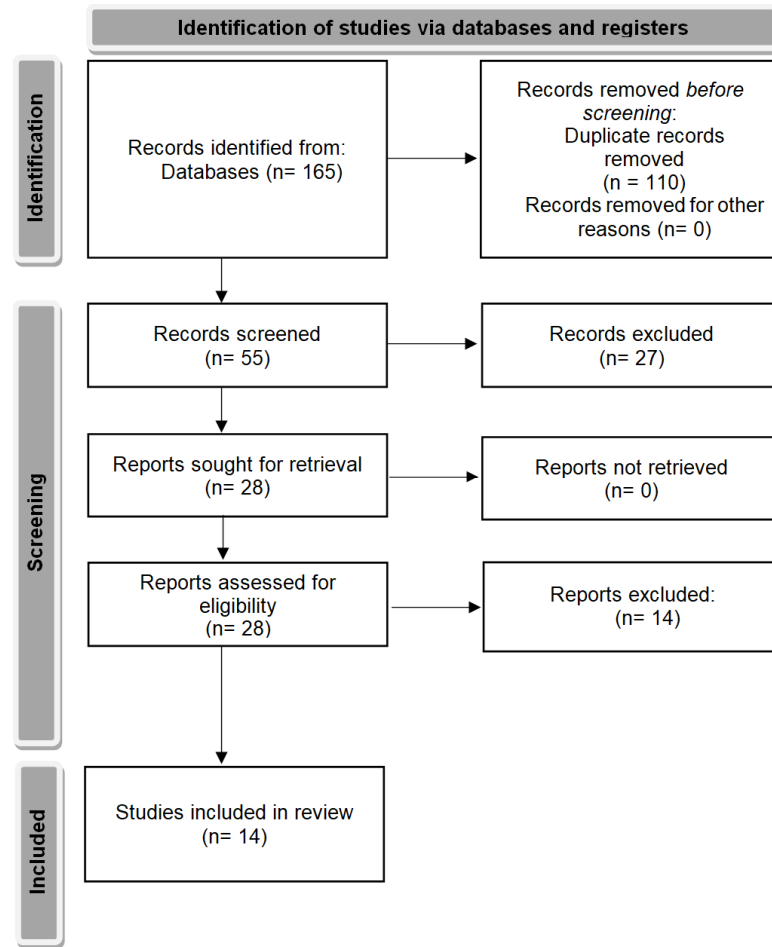 Identification of studies via databases and registers
Identification
Records identified from:
Databases (n= 165)
Records removed before
screening:
Duplicate records
removed
(n = 110)
Records removed for other
reasons (n= 0)
Screening
Records screened
(n= 55)
Records excluded
(n= 27)
Reports sought for retrieval
(n= 28)
Reports not retrieved
(n= 0)
Reports assessed for
eligibility
(n= 28)
Reports excluded:
(n= 14)
Included
Studies included in review
(n= 14)